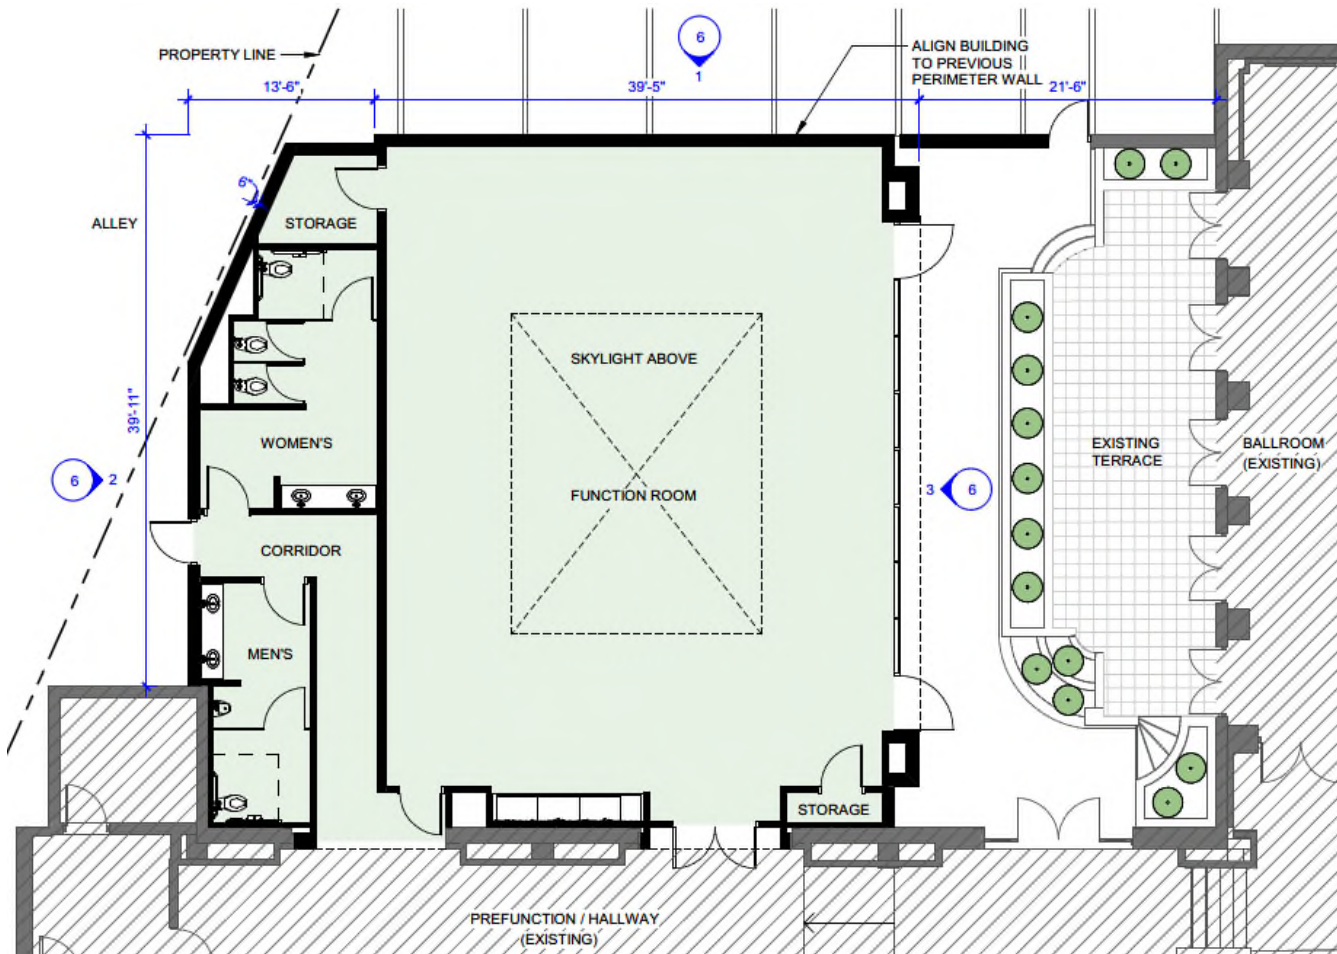 6
1
PROPERTY LINE
ALIGN BUILDING
TO PREVIOUS
PERIMETER WALL
13'-6"
39'-5"
21'-6"
6"
ALLEY
STORAGE
SKYLIGHT ABOVE
39'-11"
WOMEN'S
EXISTING
TERRACE
BALLROOM
(EXISTING)
6
2
FUNCTION ROOM
3
6
CORRIDOR
MEN'S
STORAGE
PREFUNCTION / HALLWAY
(EXISTING)